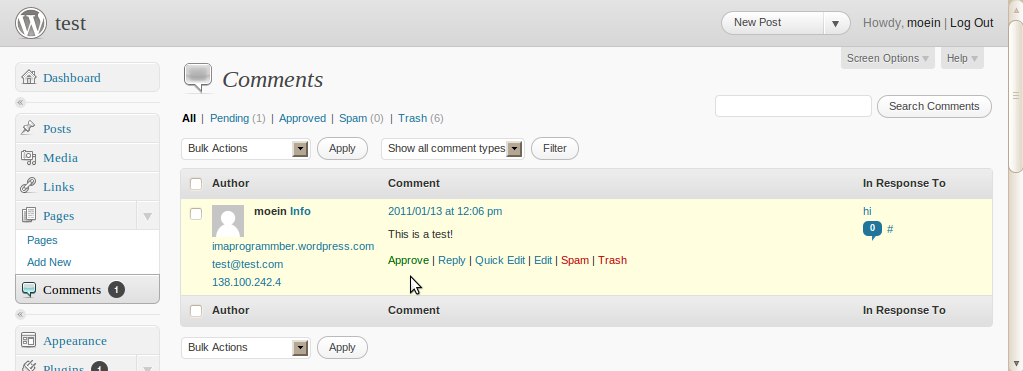 test
New Post
Howdy, moein | Log Out
Screen Options
Help
Dashboard
Posts
Media
Links
Pages
Pages
Add New
Comments 1
Appearance
Plugins 1
Comments
All | Pending (1) | Approved | Spam (0) | Trash (6)
Search Comments
Bulk Actions
Apply
Show all comment types
Filter
Author
Comment
In Response To
moein Info
imaprogrammber.wordpress.com
test@test.com
138.100.242.4
2011/01/13 at 12:06 pm
This is a test!
Approve | Reply | Quick Edit | Edit | Spam | Trash
hi
0 #
Author
Comment
In Response To
Bulk Actions
Apply